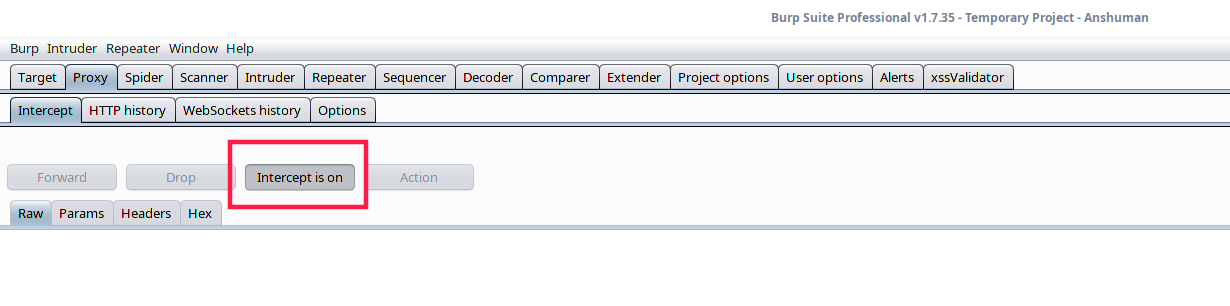 Burp Suite Professional v1.7.35 - Temporary Project - Anshuman
Burp Intruder Repeater Window Help
Target Proxy Spider Scanner Intruder Repeater Sequencer Decoder Comparer Extender Project options User options Alerts xssValidator
Intercept HTTP history WebSockets history Options
Forward Drop Intercept is on Action
Raw Params Headers Hex